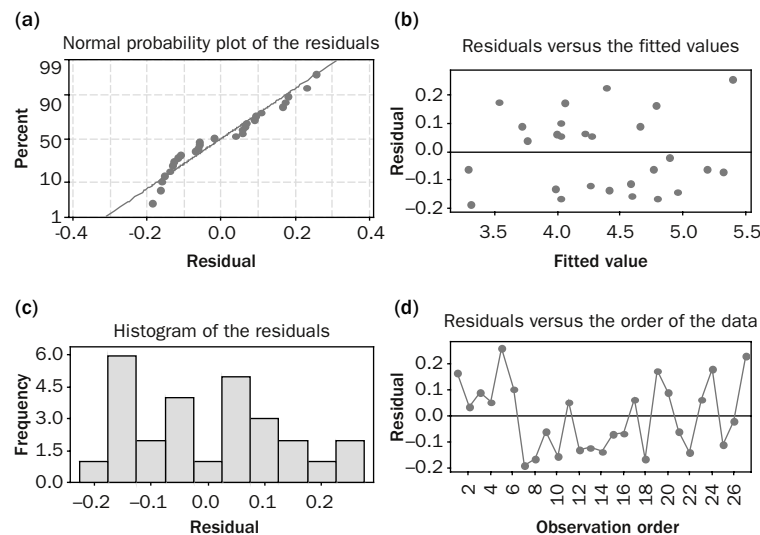 (a)
Normal probability plot of the residuals
99
90
50
10
1
Percent
-0.4 -0.2 0.0 0.2 0.4
Residual
(b)
Residuals versus the fitted values
0.2
0.1
0.0
−0.1
−0.2
Residual
3.5 4.0 4.5 5.0 5.5
Fitted value
(c)
Histogram of the residuals
6.0
4.5
3.0
1.5
0.0
Frequency
−0.2 −0.1 0.0 0.1 0.2
Residual
(d)
Residuals versus the order of the data
0.2
0.1
0.0
−0.1
−0.2
Residual
2 4 6 8 10 12 14 16 18 20 22 24 26
Observation order